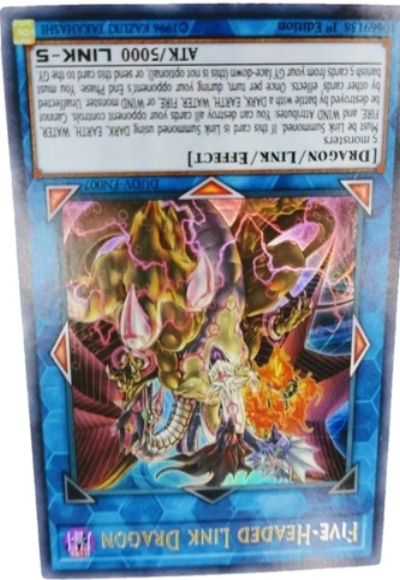 FIVE-HEADED LINK DRAGON
DARK
DUOV-EN007
[DRAGON/LINK/EFFECT]
5 monsters
Must be Link Summoned. If this card is Link Summoned using DARK, EARTH, WATER,
FIRE, and WIND Attributes: You can destroy all cards your opponent controls. Cannot
be destroyed by battle with a DARK, EARTH, WATER, FIRE, or WIND monster. Unaffected
by other cards' effects. Once per turn, during your opponent's End Phase: You must
banish 5 cards from your GY face-down (this is not optional), or send this card to the GY.
ATK/5000 LINK-5
1st Edition ©1996 KAZUKI TAKAHASHI